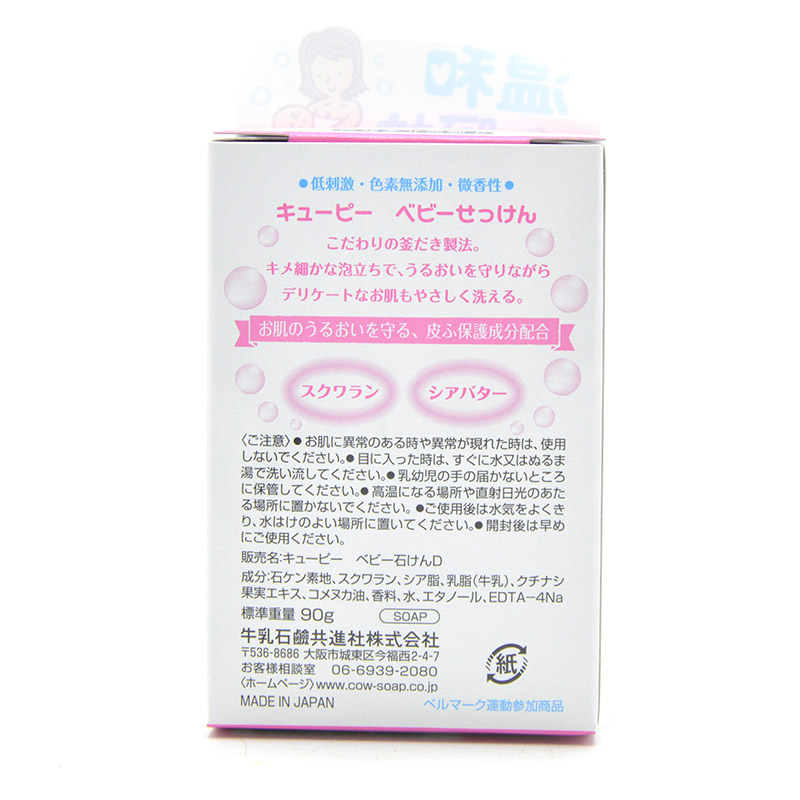 温和
●低刺激・色素無添加・微香性●
キューピー ベビーせっけん
こだわりの釜だき製法。
キメ細かな泡立ちで、うるおいを守りながら
デリケートなお肌もやさしく洗える。
お肌のうるおいを守る、皮ふ保護成分配合
スクワラン シアバター
〈ご注意〉●お肌に異常のある時や異常が現れた時は、使用
しないでください。●目に入った時は、すぐに水又はぬるま
湯で洗い流してください。●乳幼児の手の届かないところ
に保管してください。●高温になる場所や直射日光のあた
る場所に置かないでください。●ご使用後は水気をよくき
り、水はけのよい場所に置いてください。●開封後は早め
にご使用ください。
販売名:キューピー ベビー石けんD
成分:石ケン素地、スクワラン、シア脂、乳脂(牛乳)、クチナシ
果実エキス、コメヌカ油、香料、水、エタノール、EDTA-4Na
標準重量 90g SOAP
牛乳石鹼共進社株式会社
〒536-8686 大阪市城東区今福西2-4-7
お客様相談室 06-6939-2080
〈ホームページ〉www.cow-soap.co.jp
MADE IN JAPAN
紙
ベルマーク運動参加商品